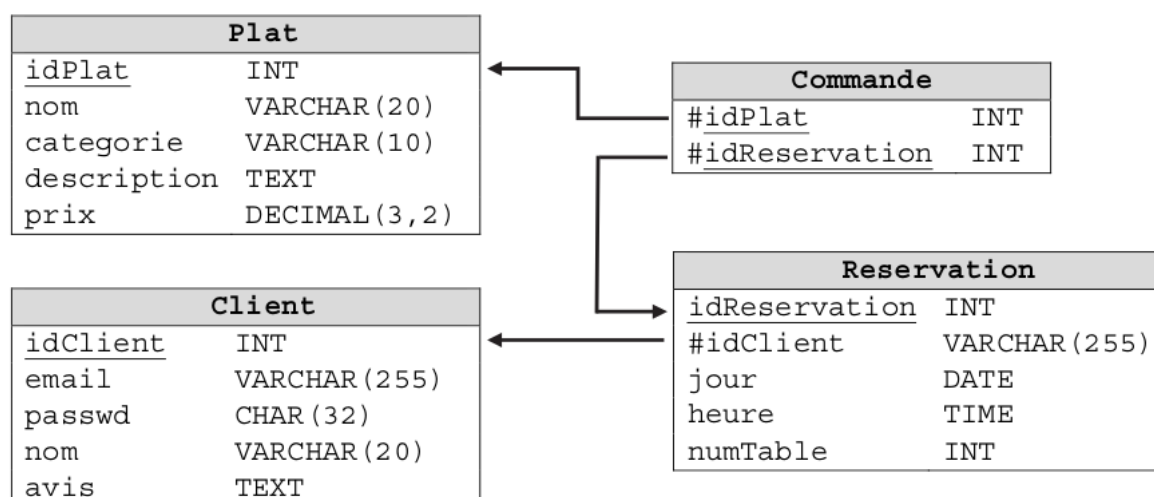 Plat
idPlat INT
nom VARCHAR(20)
categorie VARCHAR(10)
description TEXT
prix DECIMAL(3,2)
Commande
#idPlat INT
#idReservation INT
Client
idClient INT
email VARCHAR(255)
passwd CHAR(32)
nom VARCHAR(20)
avis TEXT
Reservation
idReservation INT
#idClient VARCHAR(255)
jour DATE
heure TIME
numTable INT